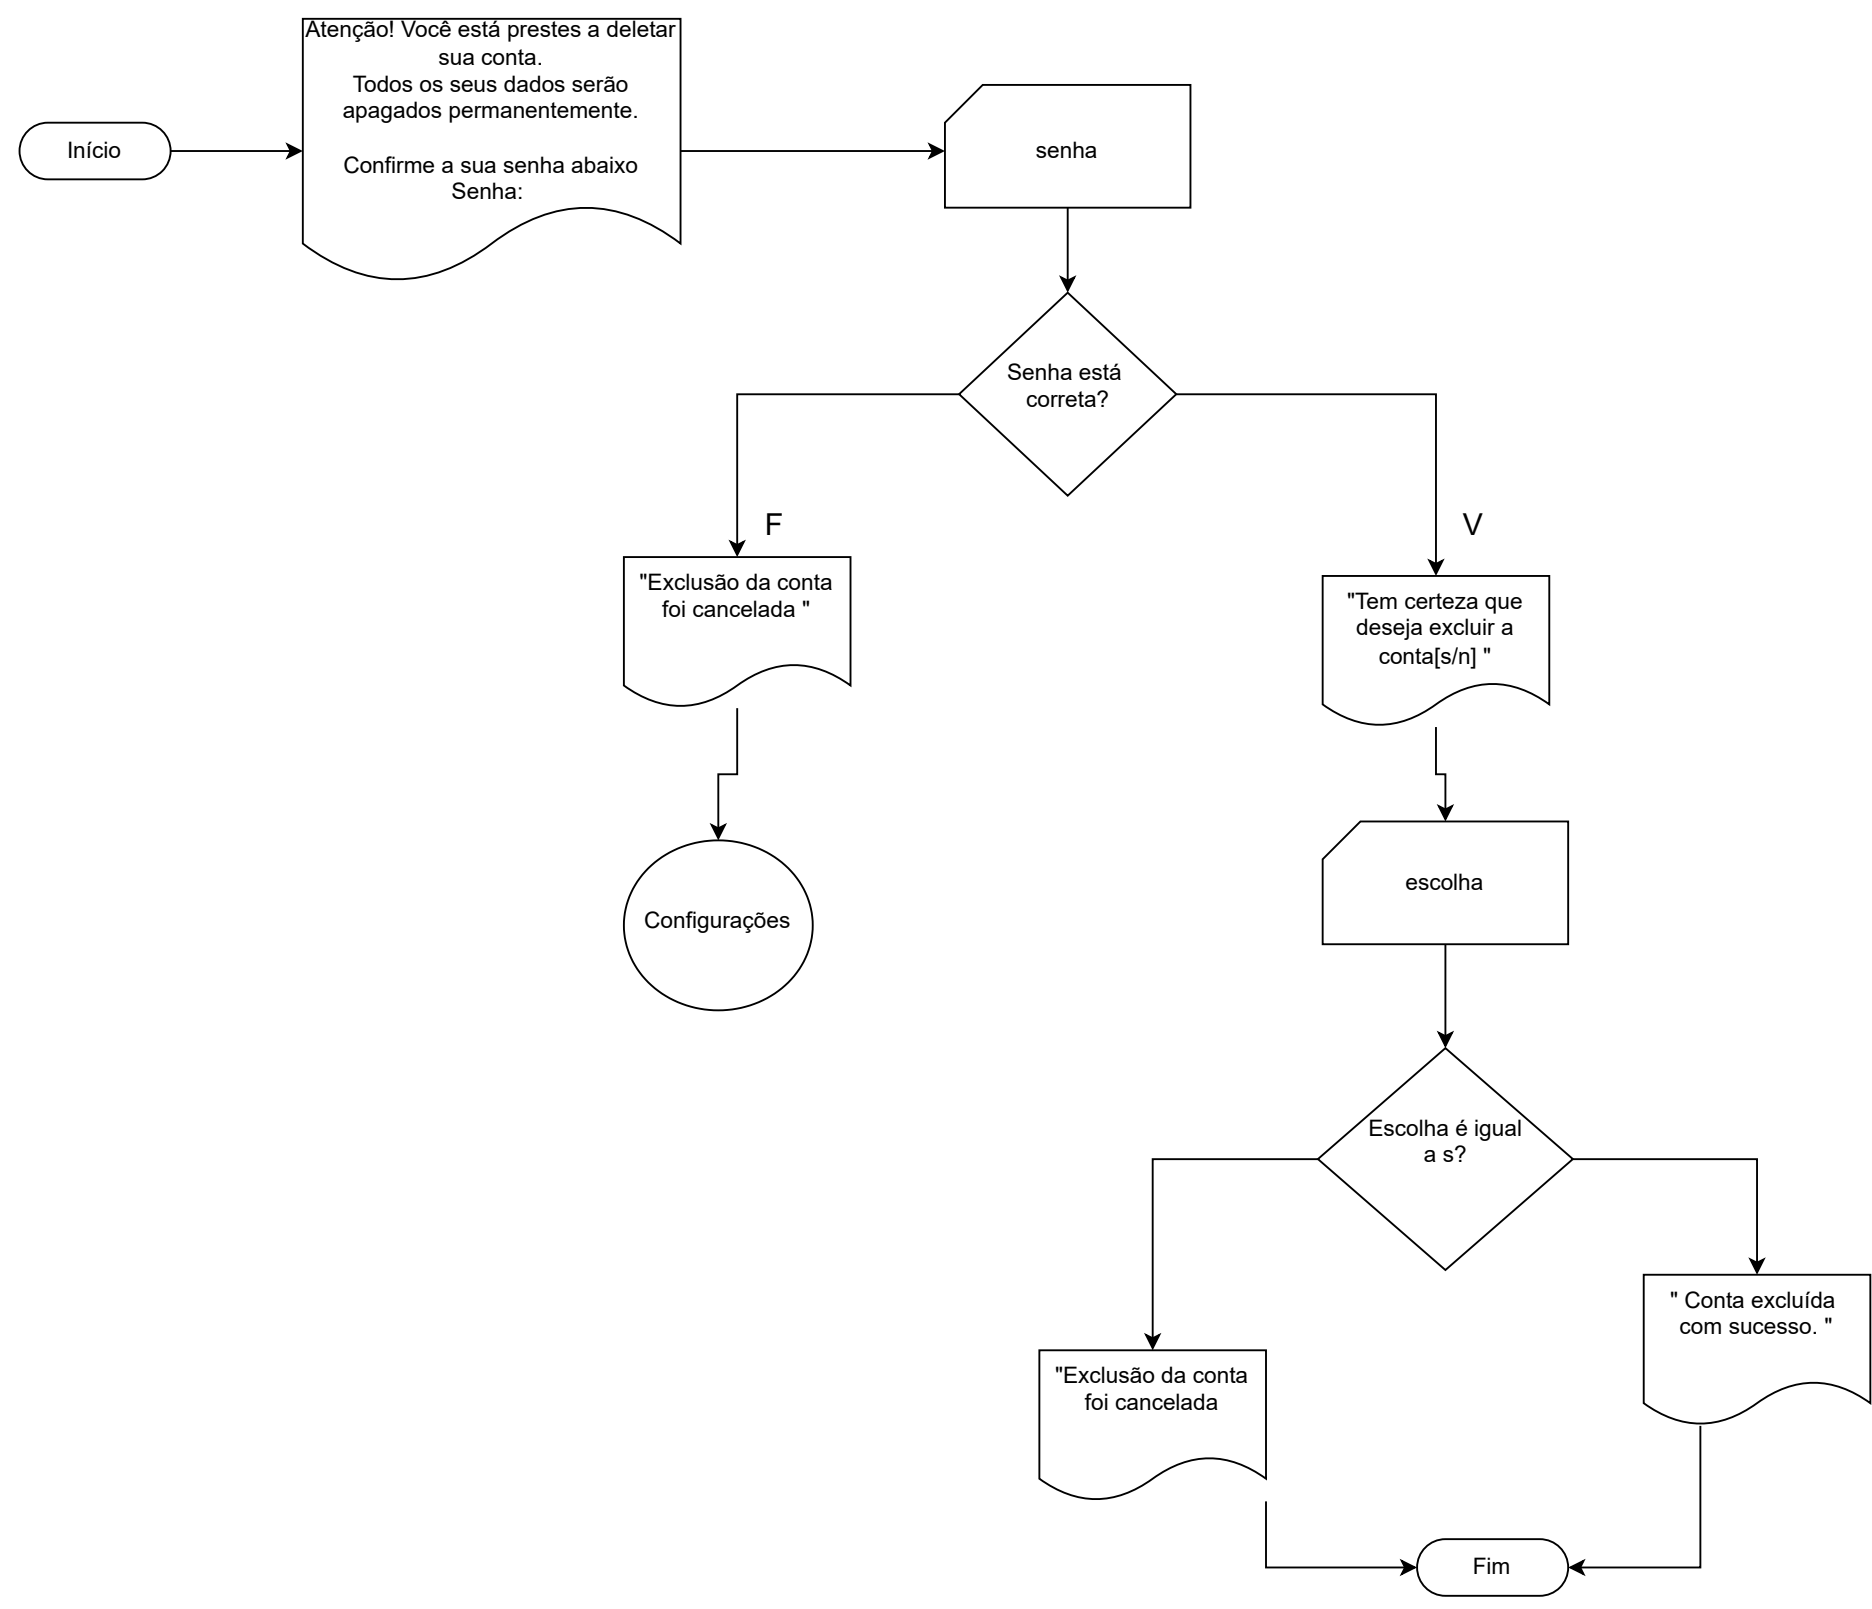 Início
Atenção! Você está prestes a deletar
sua conta.
Todos os seus dados serão
apagados permanentemente.
Confirme a sua senha abaixo
Senha:
senha
Senha está
correta?
F
V
"Exclusão da conta
foi cancelada "
"Tem certeza que
deseja excluir a
conta[s/n] "
Configurações
escolha
Escolha é igual
a s?
" Conta excluída
com sucesso. "
"Exclusão da conta
foi cancelada
Fim